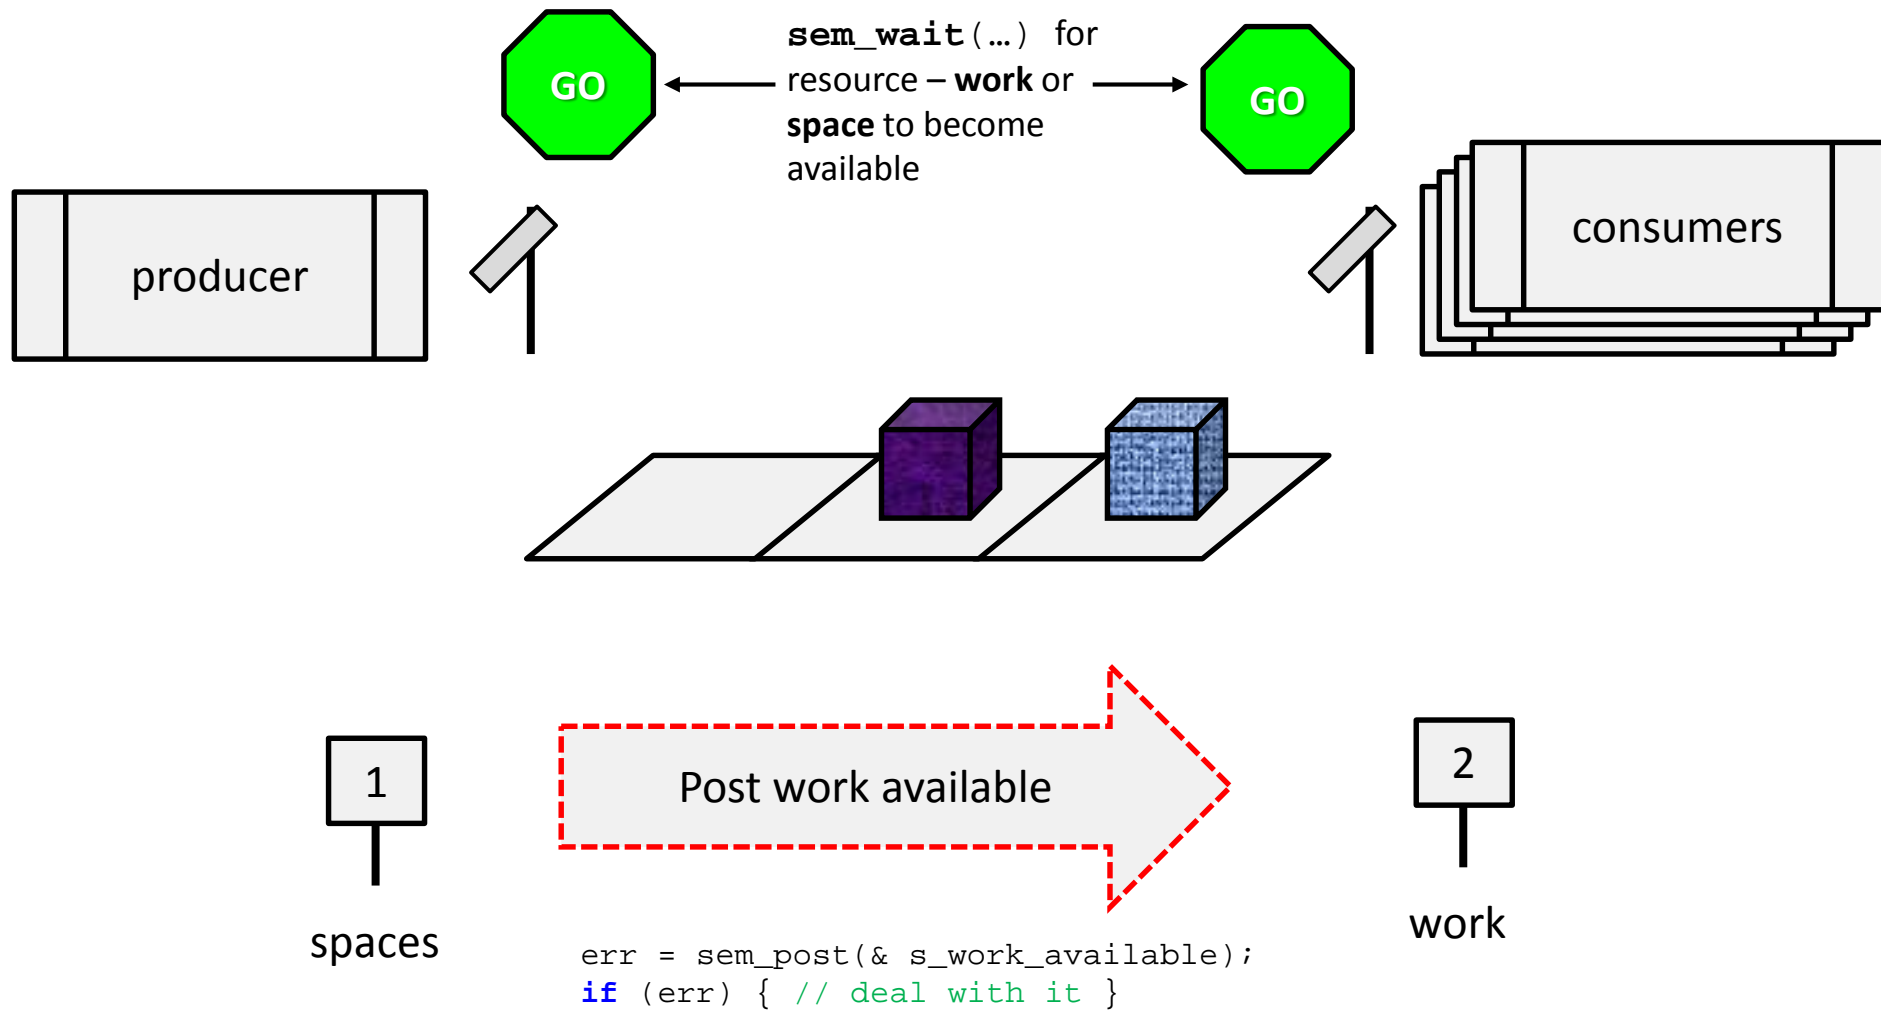 GO
sem_wait(…) for
resource – work or
space to become
available
GO
producer
consumers
1
Post work available
2
spaces
work
err = sem_post(& s_work_available);
if (err) { // deal with it }